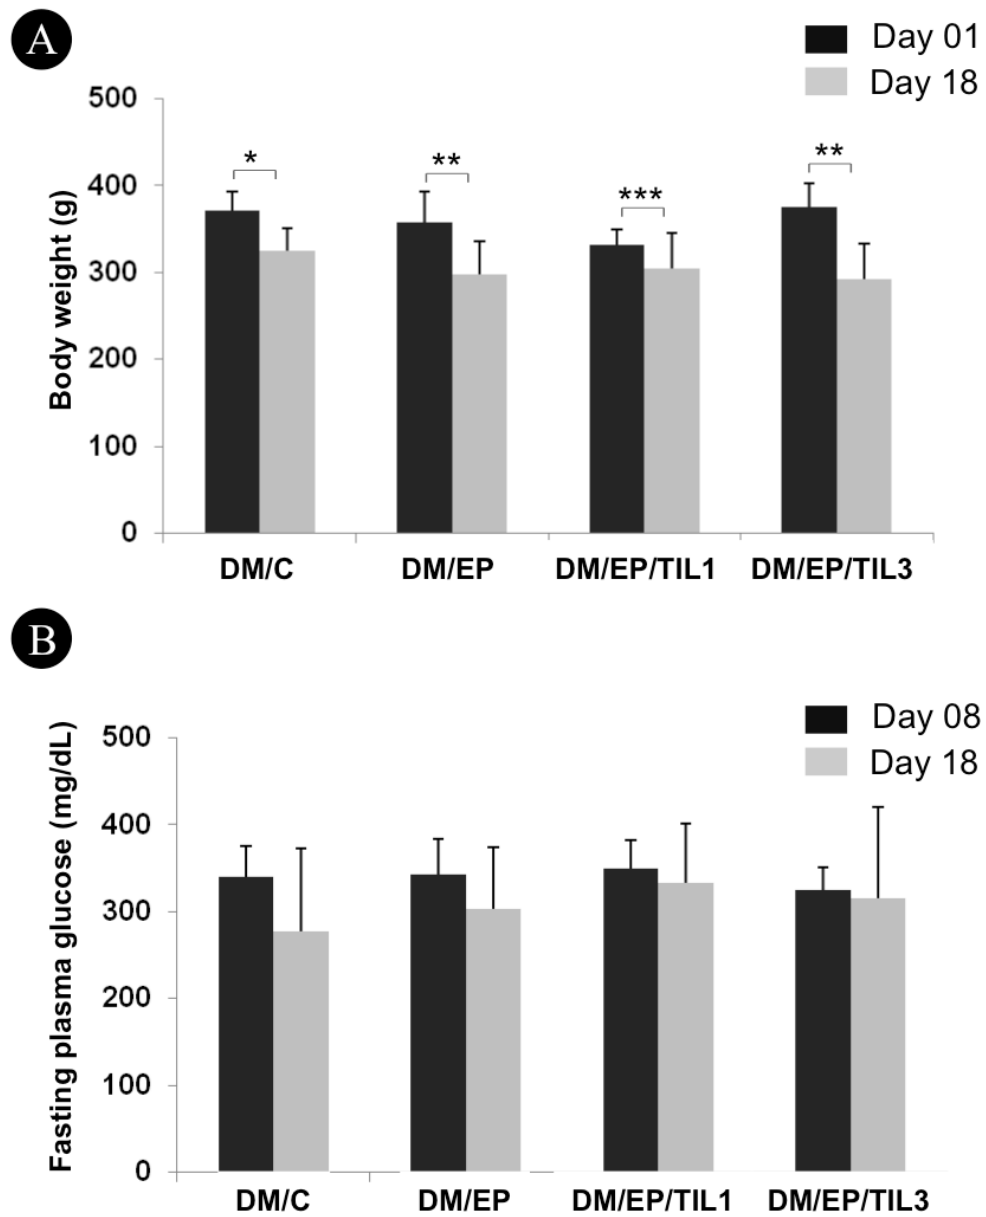 A
Day 01
Day 18
Body weight (g)
500
400
300
200
100
0
*
**
***
**
DM/C DM/EP DM/EP/TIL1 DM/EP/TIL3
B
Day 08
Day 18
Fasting plasma glucose (mg/dL)
500
400
300
200
100
0
DM/C DM/EP DM/EP/TIL1 DM/EP/TIL3